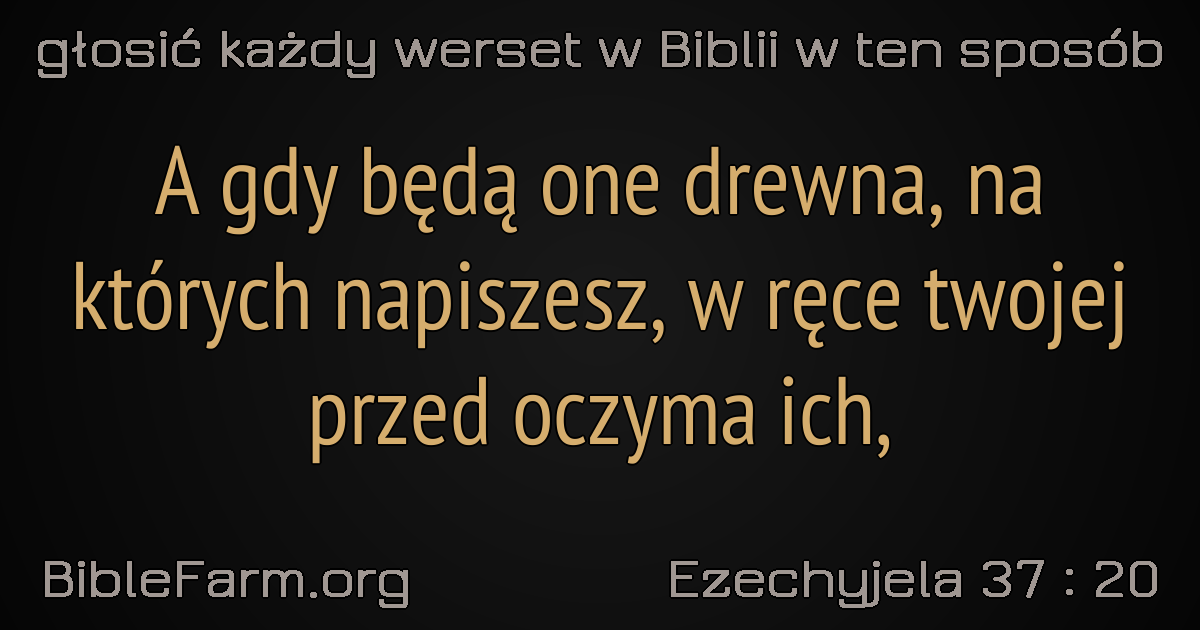 głosić każdy werset w Biblii w ten sposób
A gdy będą one drewna, na
których napiszesz, w ręce twojej
przed oczyma ich,
BibleFarm.org
Ezechyjela 37 : 20